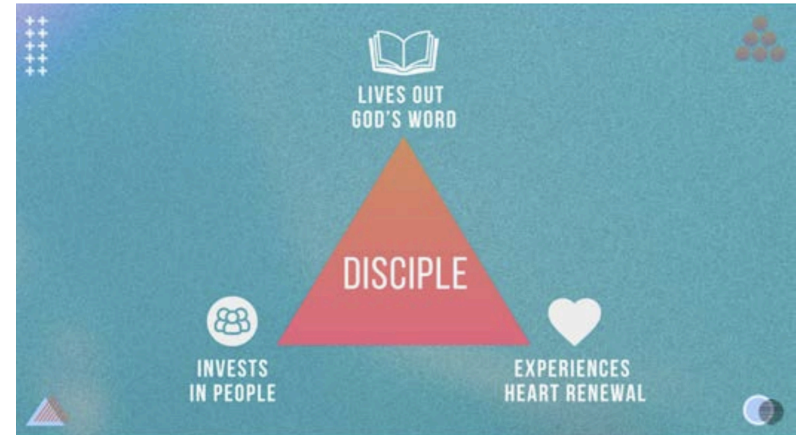 LIVES OUT
GOD'S WORD
DISCIPLE
INVESTS
IN PEOPLE
EXPERIENCES
HEART RENEWAL